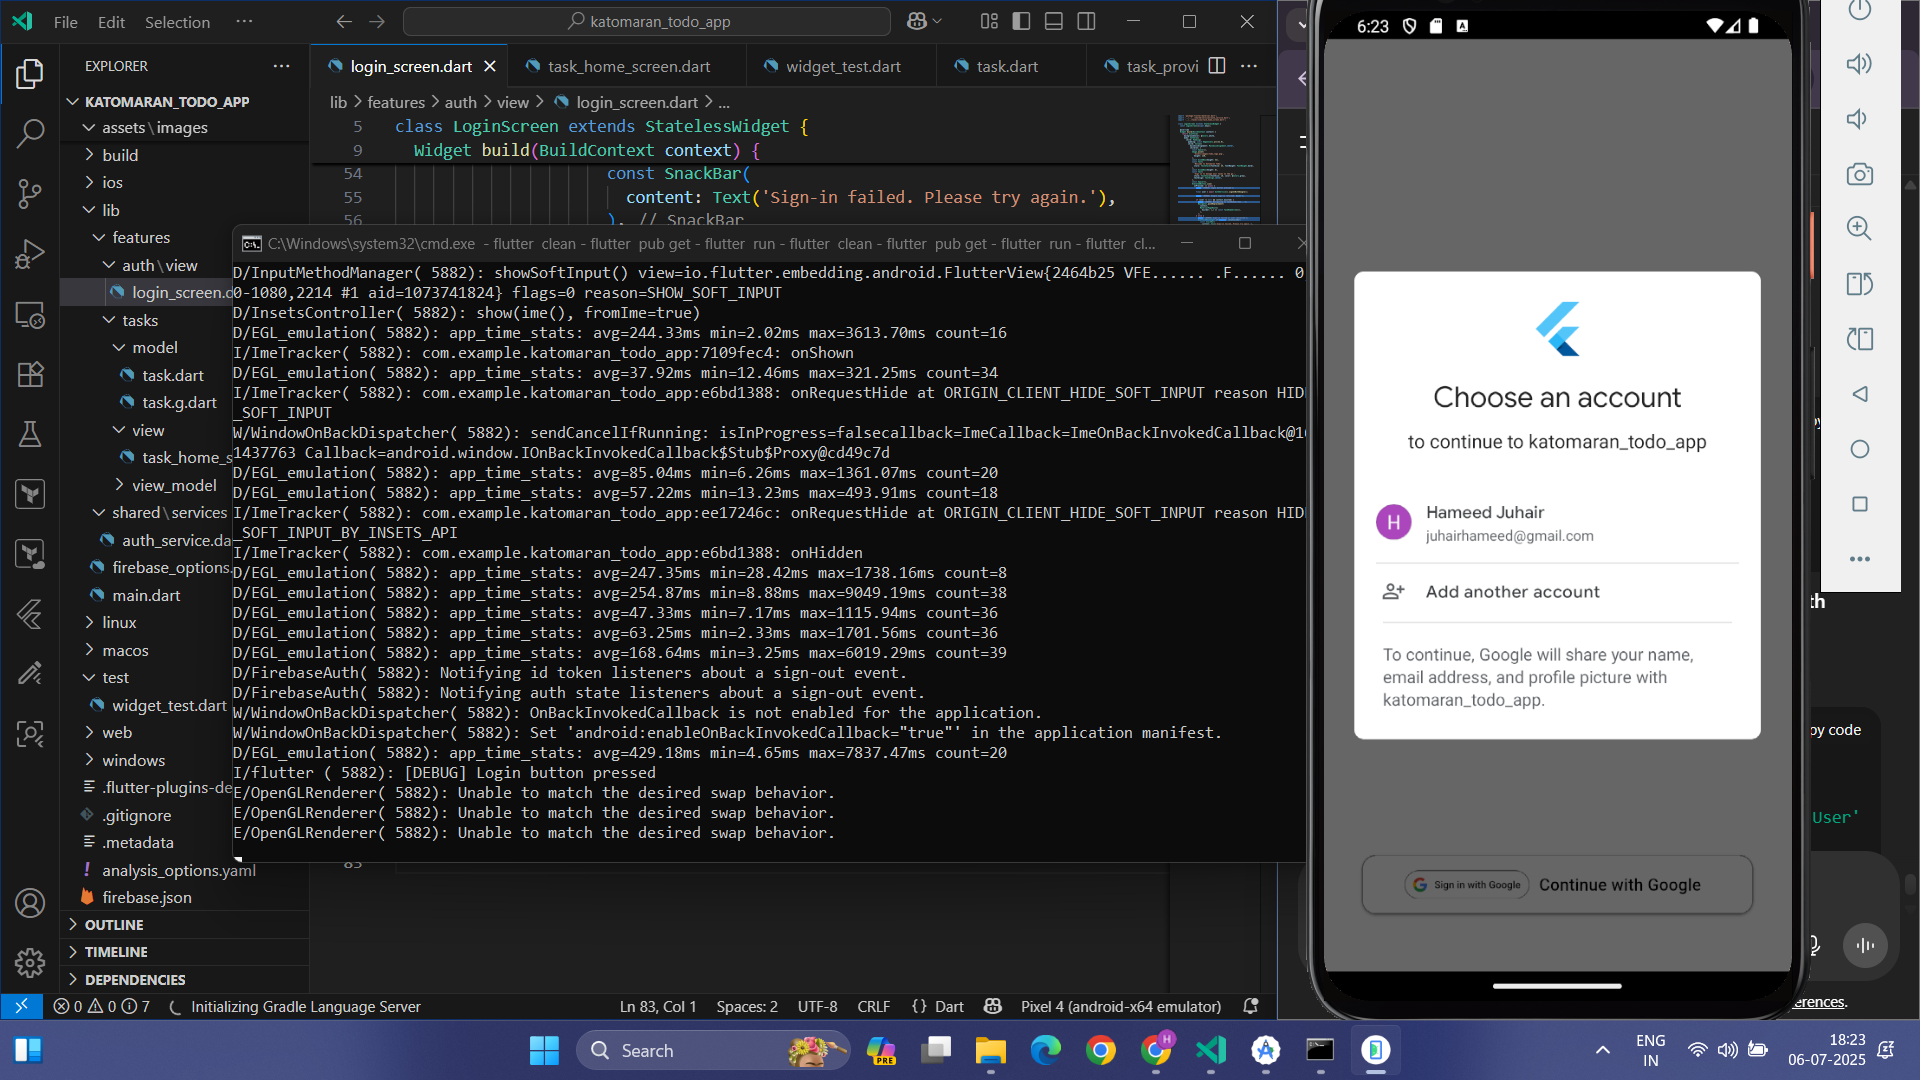 File Edit Selection ...
katomaran_todo_app
EXPLORER
KATOMARAN_TODO_APP
assets\images
build
ios
lib
features
auth\view
login_screen.d
tasks
model
task.dart
task.g.dart
view
task_home_s
view_model
shared\services
auth_service.da
firebase_options.
main.dart
linux
macos
test
widget_test.dart
web
windows
.flutter-plugins-de
.gitignore
.metadata
analysis_options.yaml
firebase.json
OUTLINE
TIMELINE
DEPENDENCIES
login_screen.dart task_home_screen.dart widget_test.dart task.dart task_provi
lib > features > auth > view > login_screen.dart > ...
5 class LoginScreen extends StatelessWidget {
9 Widget build(BuildContext context) {
54 const SnackBar(
55 content: Text('Sign-in failed. Please try again.'),
56 ), // SnackBar
C:\Windows\system32\cmd.exe - flutter clean - flutter pub get - flutter run - flutter clean - flutter pub get - flutter run - flutter cl...
D/InputMethodManager( 5882): showSoftInput() view=io.flutter.embedding.android.FlutterView{2464b25 VFE...... .F...... 0
0-1080,2214 #1 aid=1073741824} flags=0 reason=SHOW_SOFT_INPUT
D/InsetsController( 5882): show(ime(), fromIme=true)
D/EGL_emulation( 5882): app_time_stats: avg=244.33ms min=2.02ms max=3613.70ms count=16
I/ImeTracker( 5882): com.example.katomaran_todo_app:7109fec4: onShown
D/EGL_emulation( 5882): app_time_stats: avg=37.92ms min=12.46ms max=321.25ms count=34
I/ImeTracker( 5882): com.example.katomaran_todo_app:e6bd1388: onRequestHide at ORIGIN_CLIENT_HIDE_SOFT_INPUT reason HID
_SOFT_INPUT
W/WindowOnBackDispatcher( 5882): sendCancelIfRunning: isInProgress=falsecallback=ImeCallback=ImeOnBackInvokedCallback@16
1437763 Callback=android.window.IOnBackInvokedCallback$Stub$Proxy@cd49c7d
D/EGL_emulation( 5882): app_time_stats: avg=85.04ms min=6.26ms max=1361.07ms count=20
D/EGL_emulation( 5882): app_time_stats: avg=57.22ms min=13.23ms max=493.91ms count=18
I/ImeTracker( 5882): com.example.katomaran_todo_app:ee17246c: onRequestHide at ORIGIN_CLIENT_HIDE_SOFT_INPUT reason HID
_SOFT_INPUT_BY_INSETS_API
I/ImeTracker( 5882): com.example.katomaran_todo_app:e6bd1388: onHidden
D/EGL_emulation( 5882): app_time_stats: avg=247.35ms min=28.42ms max=1738.16ms count=8
D/EGL_emulation( 5882): app_time_stats: avg=254.87ms min=8.88ms max=9049.19ms count=38
D/EGL_emulation( 5882): app_time_stats: avg=47.33ms min=7.17ms max=1115.94ms count=36
D/EGL_emulation( 5882): app_time_stats: avg=63.25ms min=2.33ms max=1701.56ms count=36
D/EGL_emulation( 5882): app_time_stats: avg=168.64ms min=3.25ms max=6019.29ms count=39
D/FirebaseAuth( 5882): Notifying id token listeners about a sign-out event.
D/FirebaseAuth( 5882): Notifying auth state listeners about a sign-out event.
W/WindowOnBackDispatcher( 5882): OnBackInvokedCallback is not enabled for the application.
W/WindowOnBackDispatcher( 5882): Set 'android:enableOnBackInvokedCallback="true"' in the application manifest.
D/EGL_emulation( 5882): app_time_stats: avg=429.18ms min=4.65ms max=7837.47ms count=20
I/flutter ( 5882): [DEBUG] Login button pressed
E/OpenGLRenderer( 5882): Unable to match the desired swap behavior.
E/OpenGLRenderer( 5882): Unable to match the desired swap behavior.
E/OpenGLRenderer( 5882): Unable to match the desired swap behavior.
83
0 0 7 Initializing Gradle Language Server Ln 83, Col 1 Spaces: 2 UTF-8 CRLF {} Dart Pixel 4 (android-x64 emulator)
6:23
Choose an account
to continue to katomaran_todo_app
H
Hameed Juhair
juhairhameed@gmail.com
Add another account
To continue, Google will share your name,
email address, and profile picture with
katomaran_todo_app.
Sign in with Google Continue with Google
th
py code
User'
erences.
Search
PRE
H
ENG
IN
18:23
06-07-2025